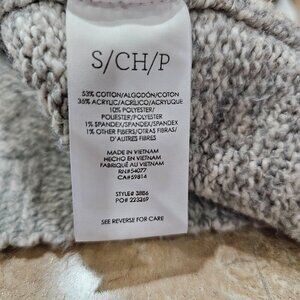 S/CH/P
53% COTTON/ALGODÓN/COTON
36% ACRYLIC/ACRÍLICO/ACRYLIQUE
10% POLYESTER/
POLIESTER/POLYESTER
1% SPANDEX/SPANDEX/SPANDEX
1% OTHER FIBERS/OTRAS FIBRAS/
D'AUTRES FIBRES
MADE IN VIETNAM
HECHO EN VIETNAM
FABRIQUÉ AU VIETNAM
RN#54077
CA#59814
STYLE# 3886
PO# 223269
SEE REVERSE FOR CARE